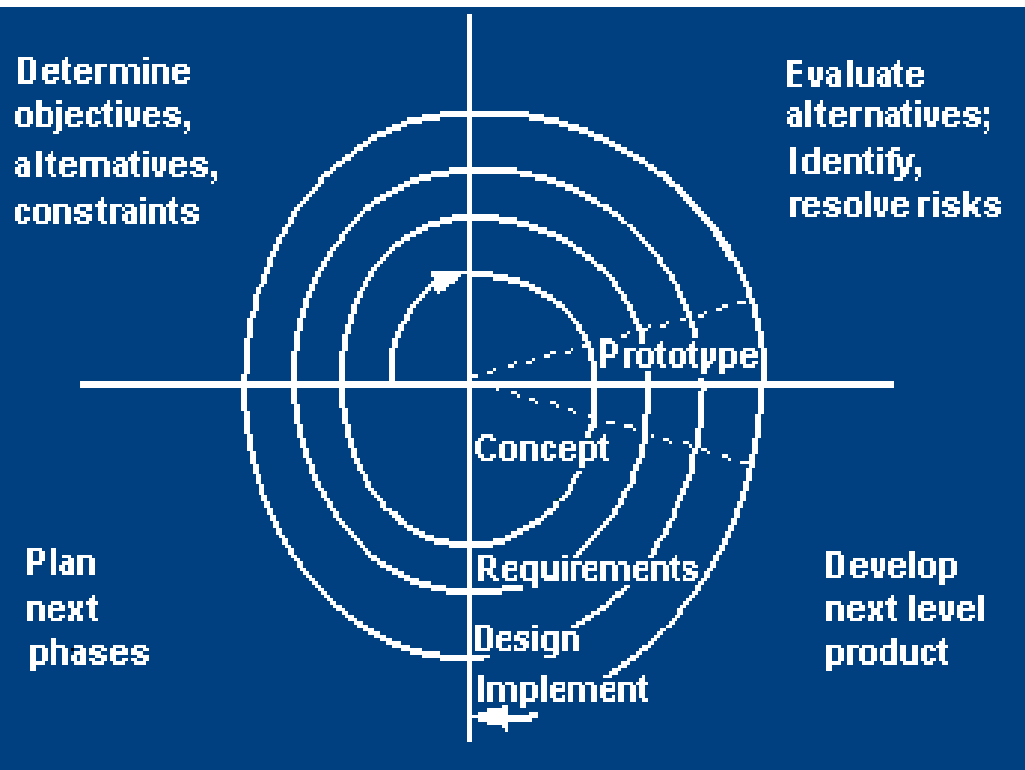 Determine
objectives,
alternatives,
constraints
Evaluate
alternatives;
Identify,
resolve risks
Prototype
Concept
Requirements
Design
Implement
Plan
next
phases
Develop
next level
product